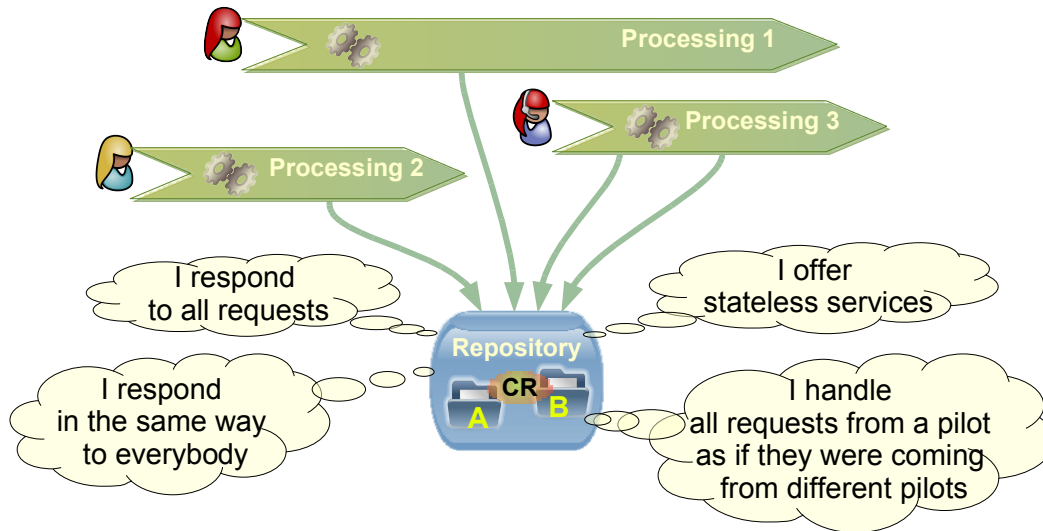 Processing 1
Processing 3
Processing 2
I respond
to all requests
I offer
stateless services
Repository
CR
A
B
I respond
in the same way
to everybody
I handle
all requests from a pilot
as if they were coming
from different pilots